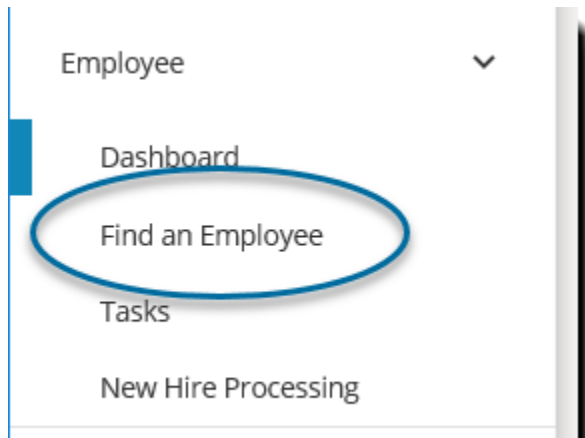 Employee
Dashboard
Find an Employee
Tasks
New Hire Processing